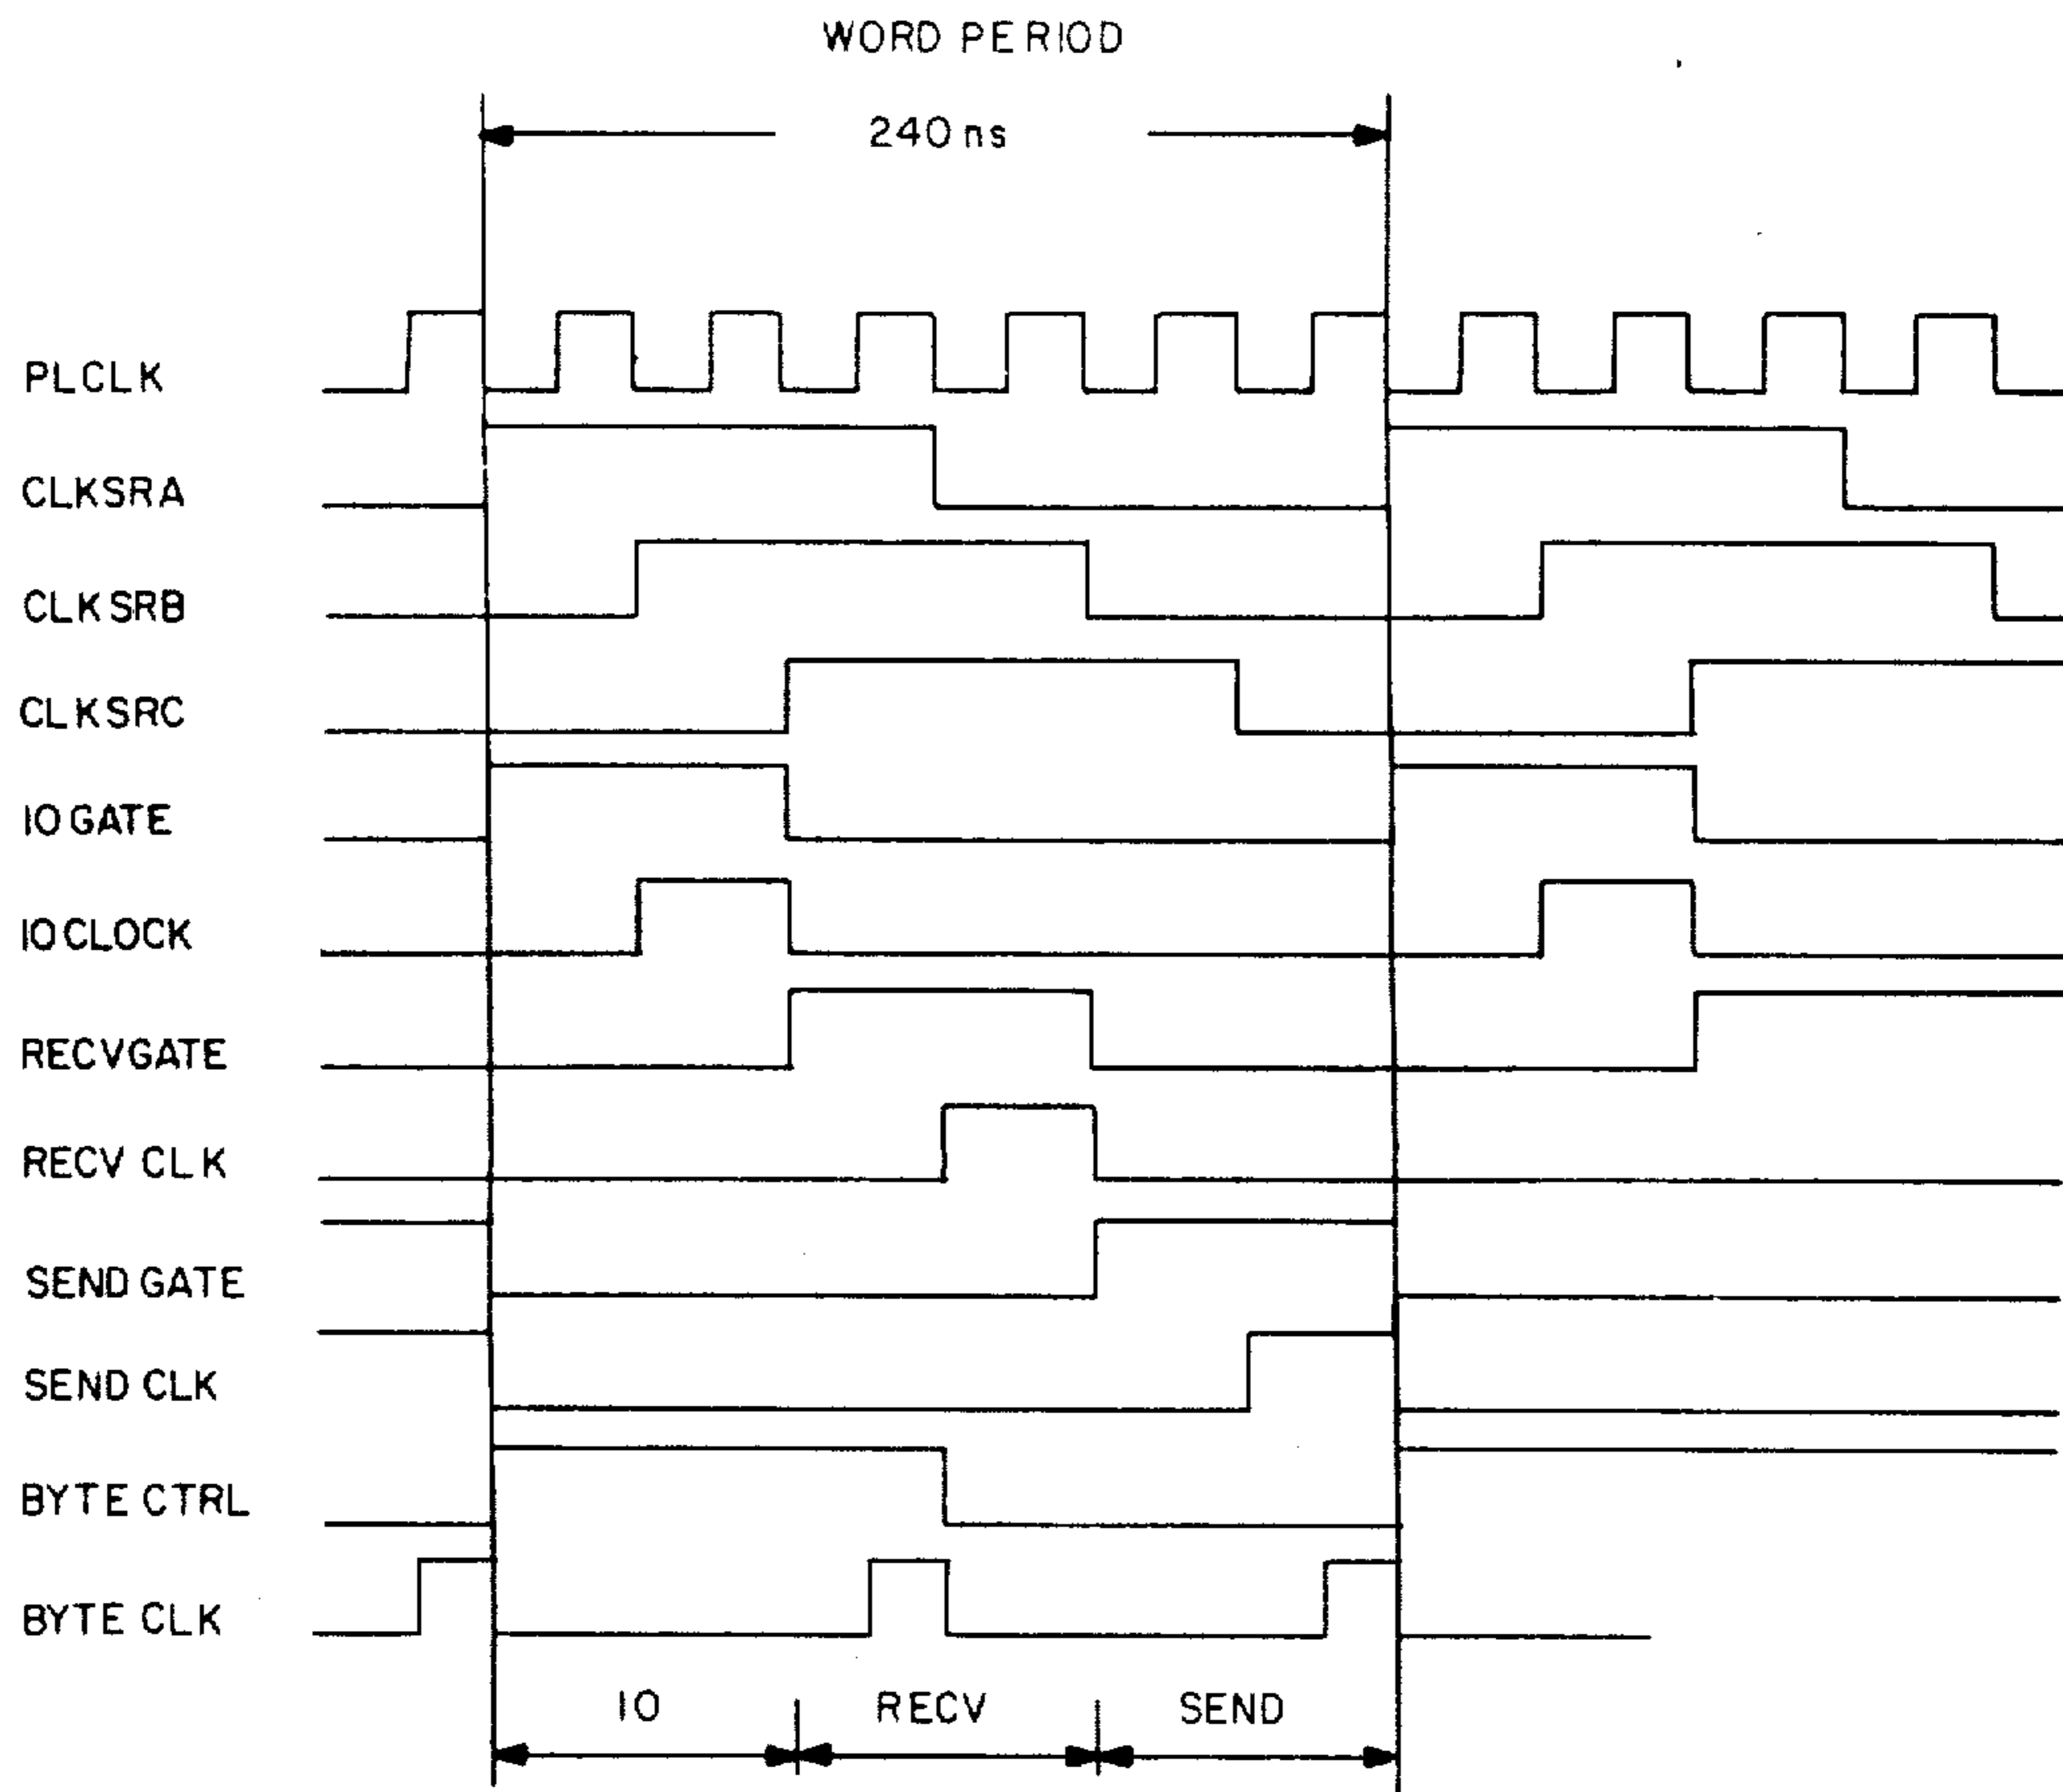 WORD PERIOD
240 ns
PLCLK
CLKSRA
CLKSRB
CLKSRC
IO GATE
IO CLOCK
RECVGATE
RECV CLK
SEND GATE
SEND CLK
BYTE CTRL
BYTE CLK
IO RECV SEND